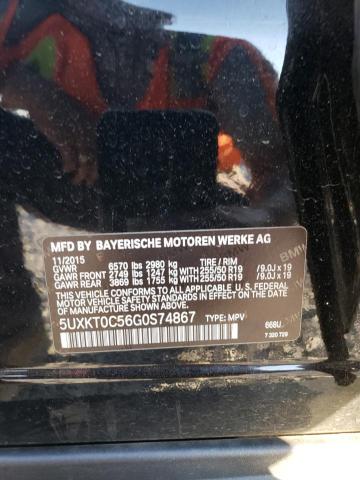 MFD BY BAYERISCHE MOTOREN WERKE AG
11/2015 TIRE / RIM
GVWR 6570 lbs 2980 kg
GAWR FRONT 2749 lbs 1247 kg WITH 255/50 R19 / 9.0J x 19
GAWR REAR 3869 lbs 1755 kg WITH 255/50 R19 / 9.0J x 19
THIS VEHICLE CONFORMS TO ALL APPLICABLE U.S. FEDERAL
MOTOR VEHICLE SAFETY STANDARDS IN EFFECT ON THE
DATE OF MANUFACTURE SHOWN ABOVE.
5UXKT0C56G0S74867 TYPE: MPV 668U
7 320 729